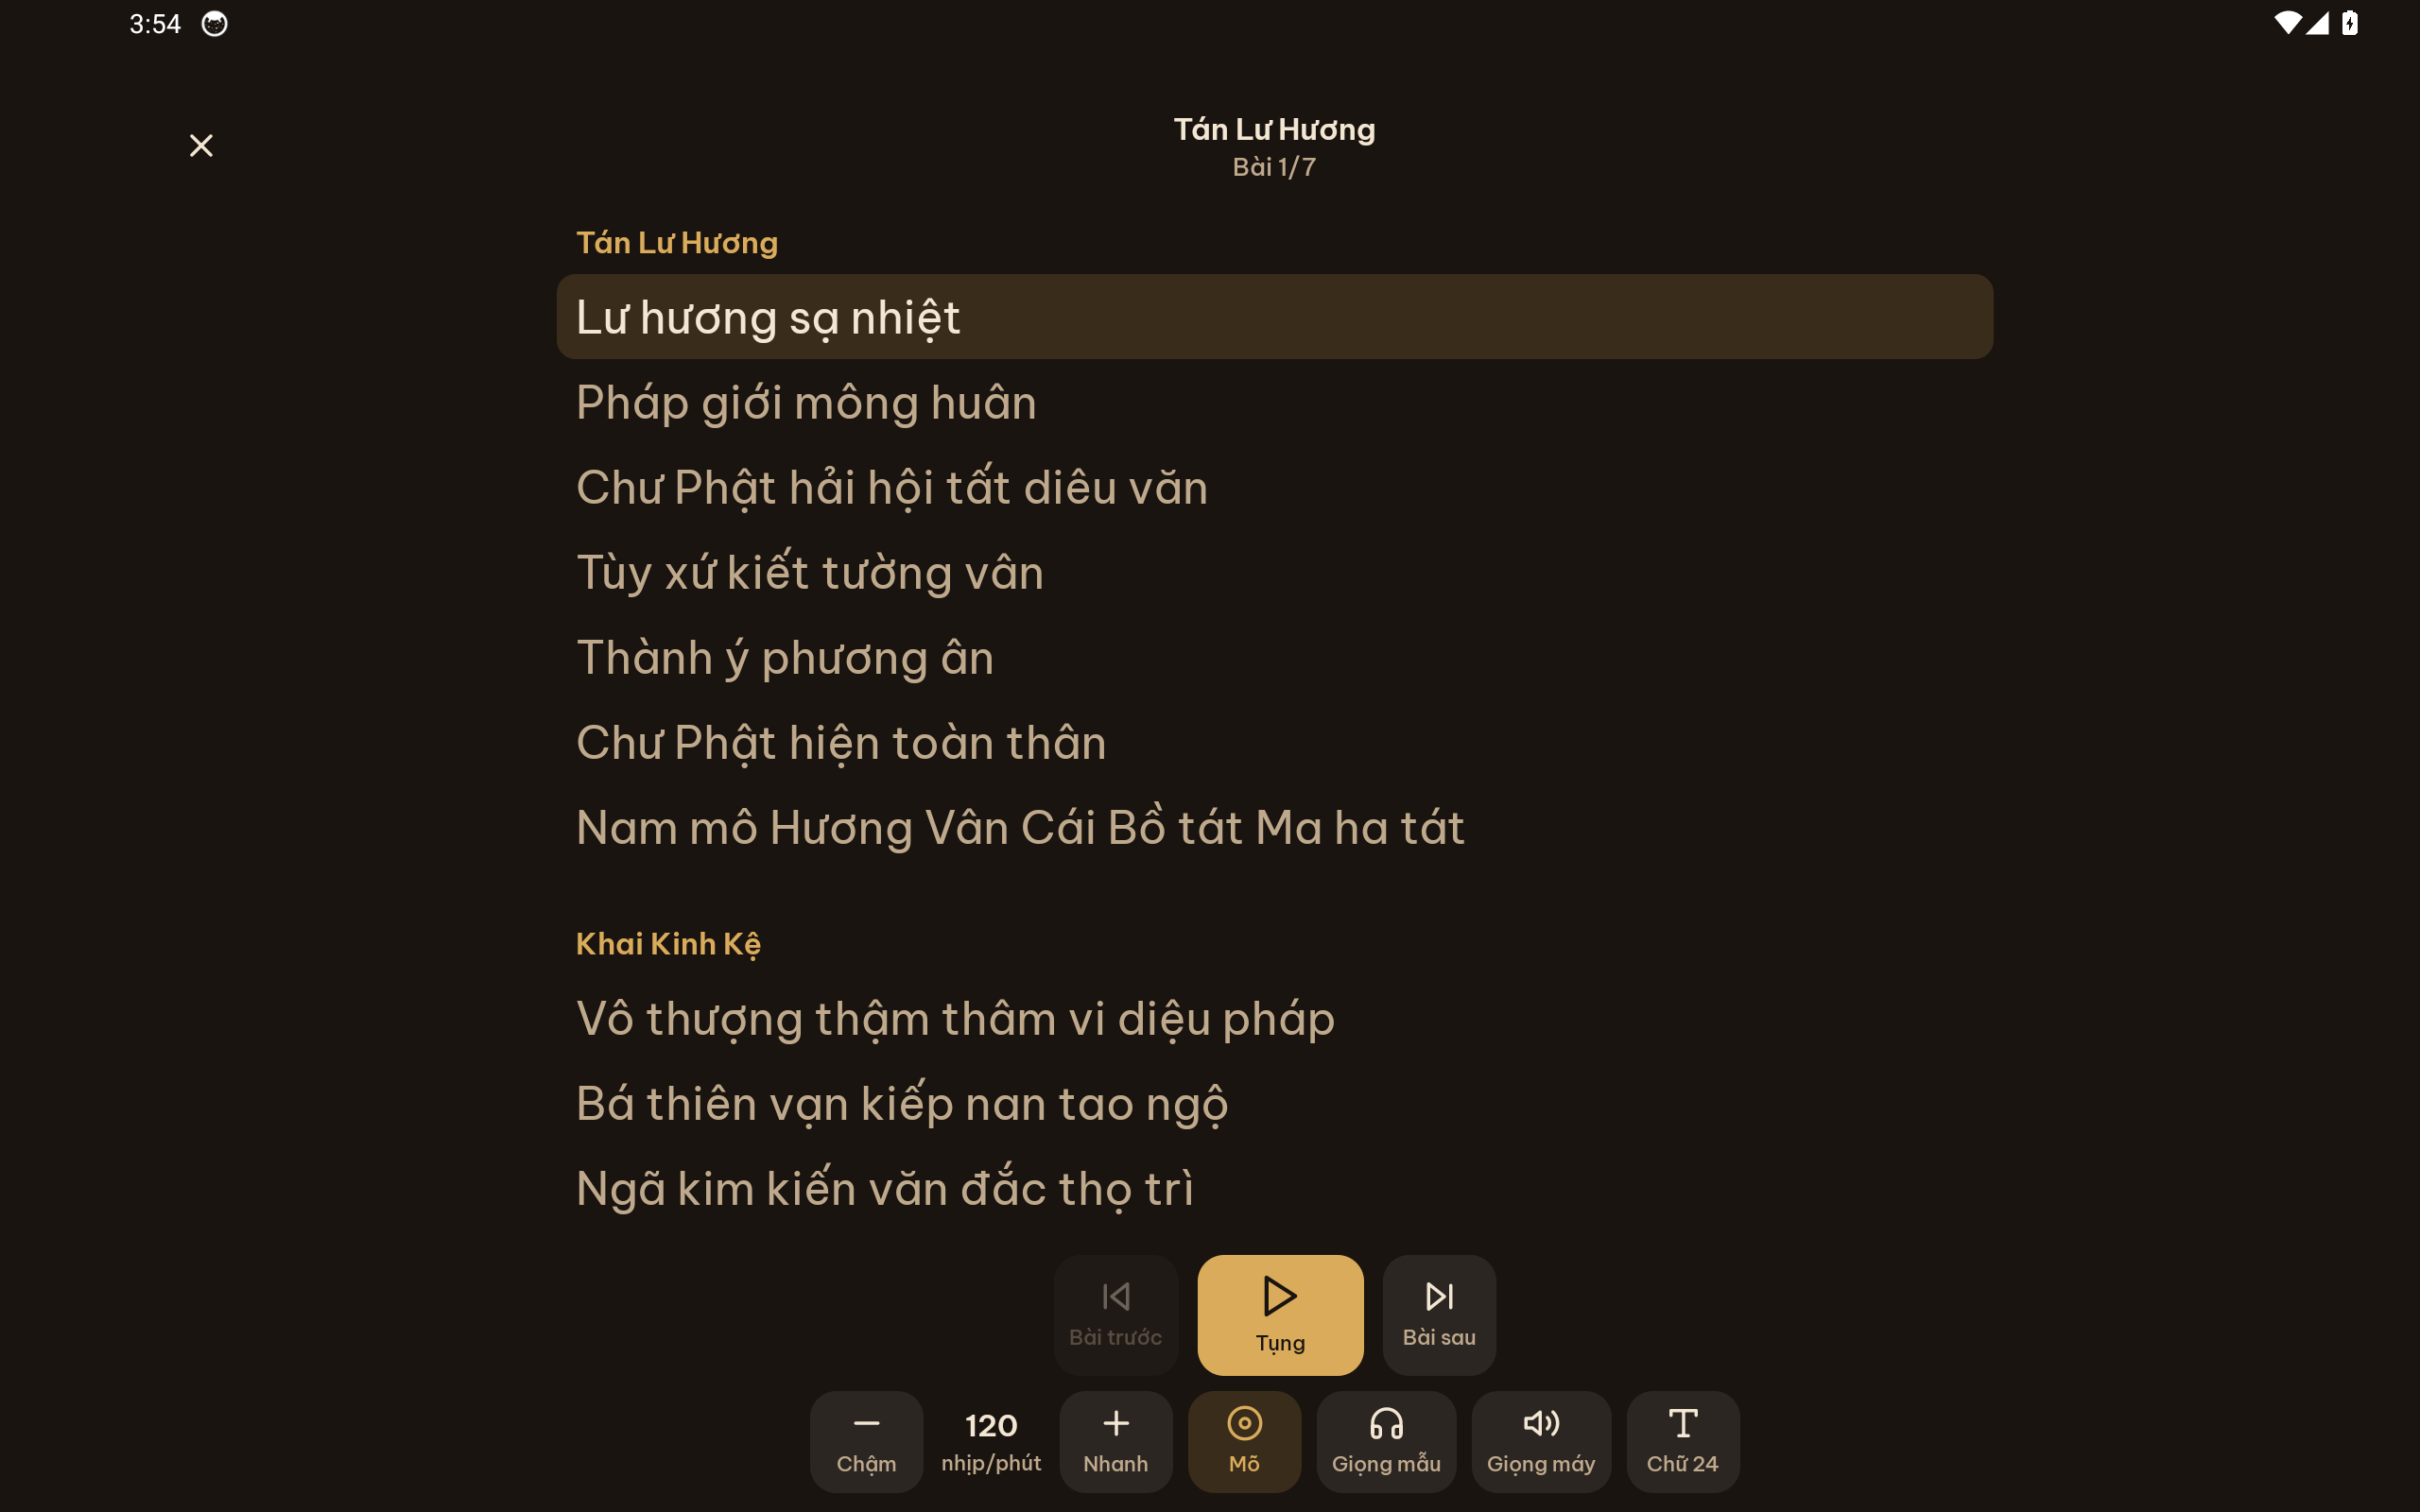 3:54
Tán Lư Hương
Bài 1/7
Tán Lư Hương
Lư hương sạ nhiệt
Pháp giới mông huân
Chư Phật hải hội tất diêu văn
Tùy xứ kiết tường vân
Thành ý phương ân
Chư Phật hiện toàn thân
Nam mô Hương Vân Cái Bồ tát Ma ha tát
Khai Kinh Kệ
Vô thượng thậm thâm vi diệu pháp
Bá thiên vạn kiếp nan tao ngộ
Ngã kim kiến văn đắc thọ trì
Bài trước
Tụng
Bài sau
Chậm
120
nhịp/phút
Nhanh
Mõ
Giọng mẫu
Giọng máy
Chữ 24